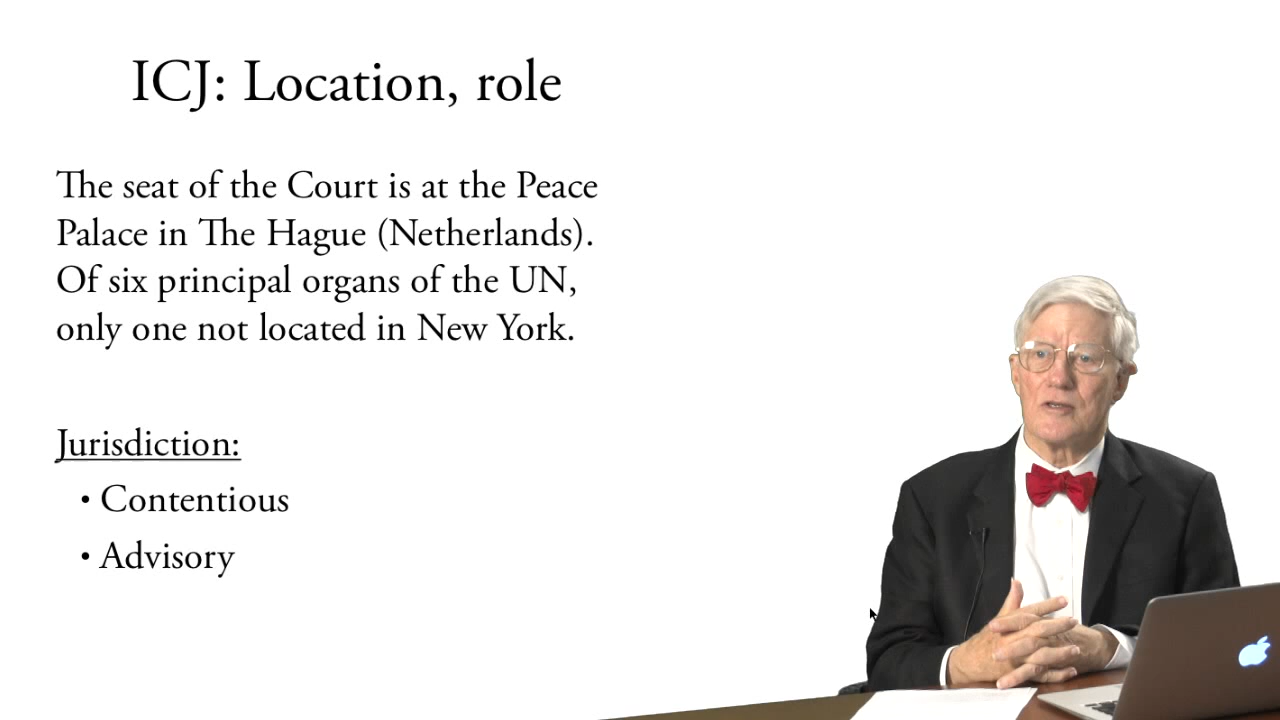 ICJ: Location, role
The seat of the Court is at the Peace
Palace in The Hague (Netherlands).
Of six principal organs of the UN,
only one not located in New York.
Jurisdiction:
• Contentious
• Advisory